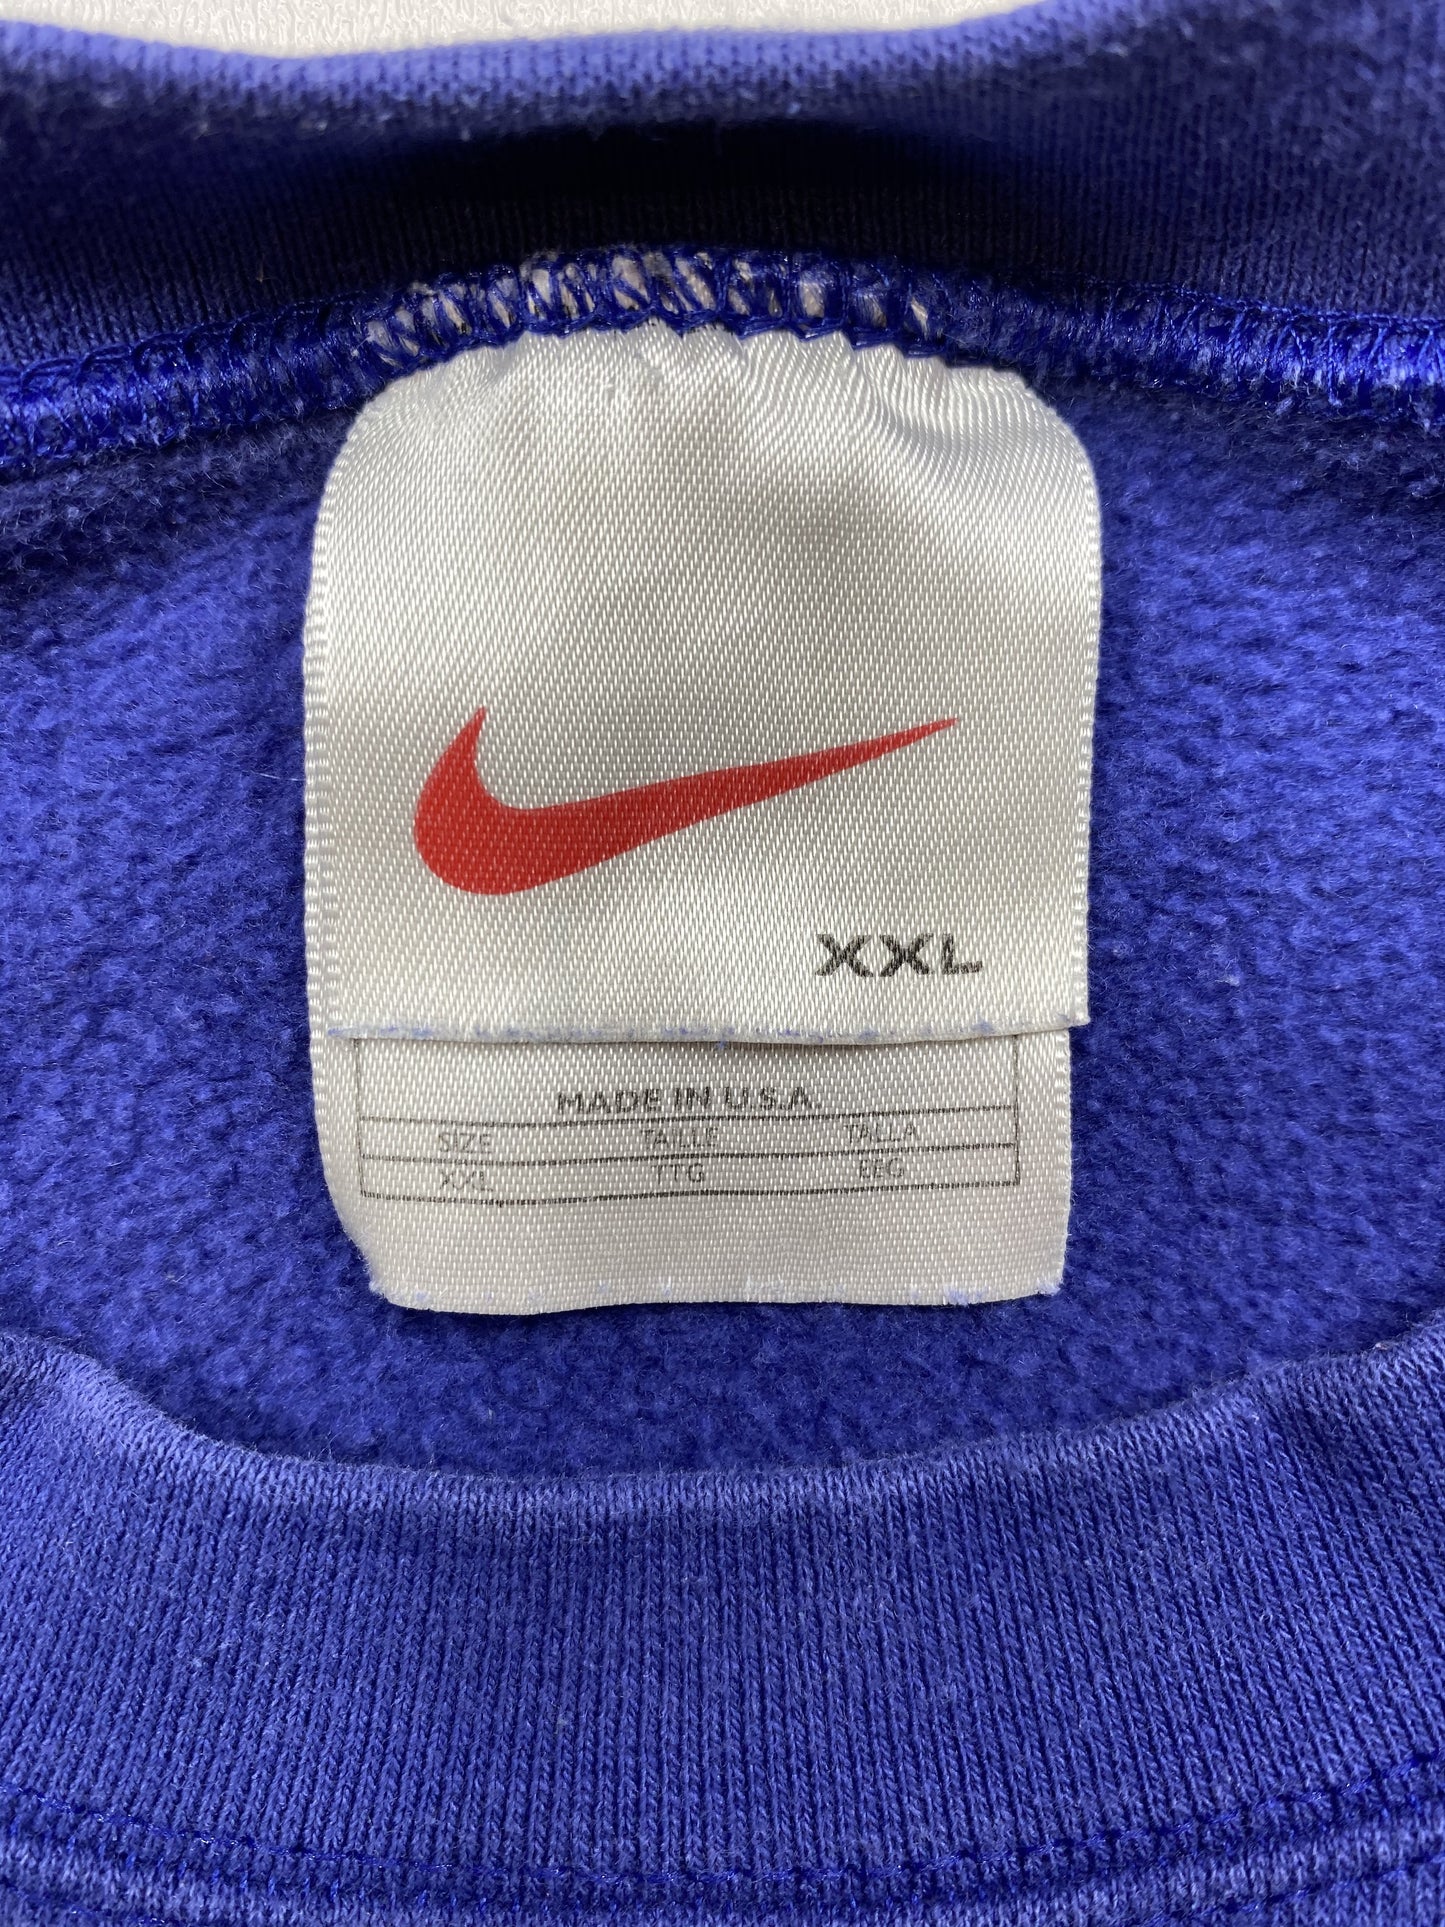 XXL
MADE IN U.S.A
SIZE TAILLE TALLA
XXL TTG EEG